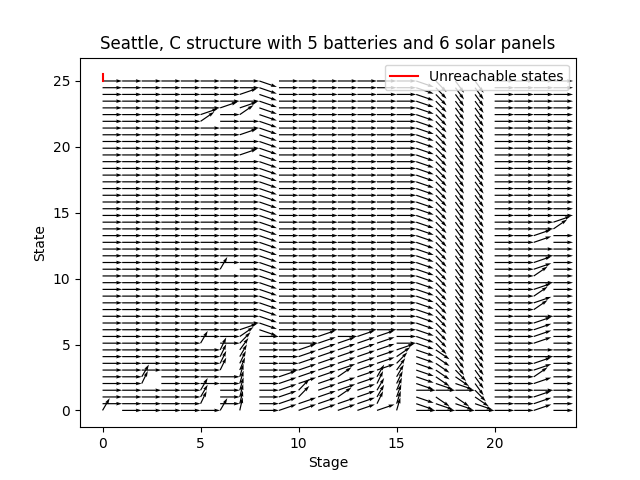 Seattle, C structure with 5 batteries and 6 solar panels
Unreachable states
25
20
15
10
5
0
State
0 5 10 15 20
Stage